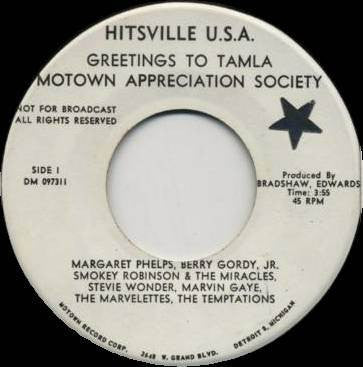 HITSVILLE U.S.A.
GREETINGS TO TAMLA
MOTOWN APPRECIATION SOCIETY
NOT FOR BROADCAST
ALL RIGHTS RESERVED
SIDE 1
DM 097311
Produced By
BRADSHAW, EDWARDS
Time: 3:55
45 RPM
MARGARET PHELPS, BERRY GORDY, JR.
SMOKEY ROBINSON & THE MIRACLES,
STEVIE WONDER, MARVIN GAYE,
THE MARVELETTES, THE TEMPTATIONS
MOTOWN RECORD CORP. 2648 W. GRAND BLVD. DETROIT 8, MICHIGAN